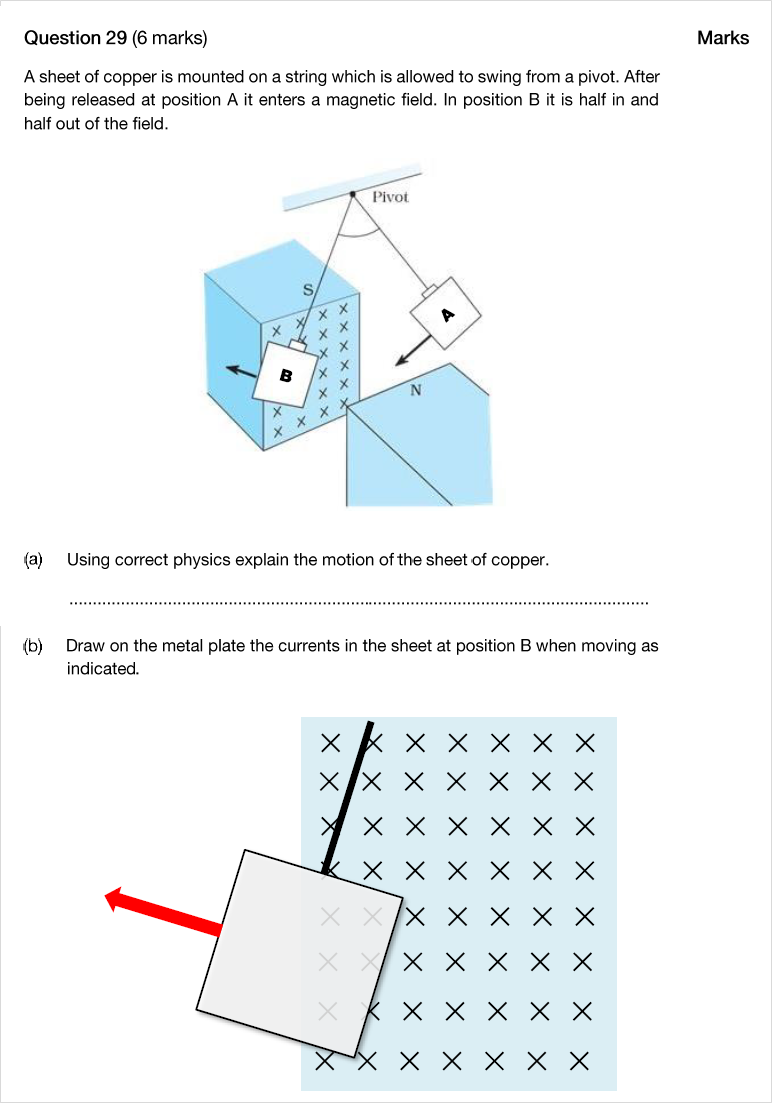 Question 29 (6 marks)
Marks
A sheet of copper is mounted on a string which is allowed to swing from a pivot. After
being released at position A it enters a magnetic field. In position B it is half in and
half out of the field.
Pivot
S
A
B
N
(a) Using correct physics explain the motion of the sheet of copper.
(b) Draw on the metal plate the currents in the sheet at position B when moving as
indicated.